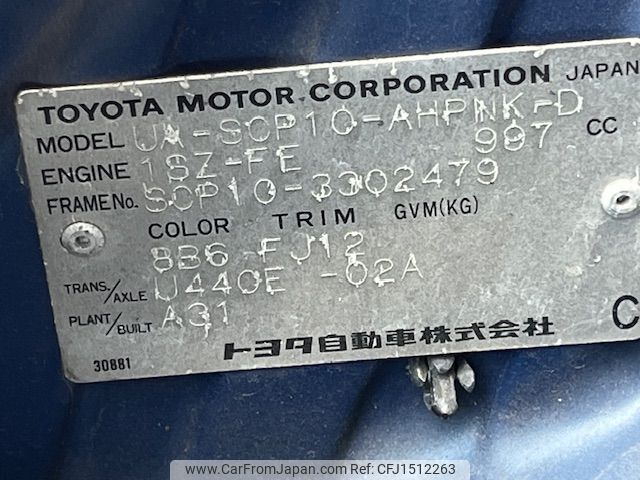 TOYOTA MOTOR CORPORATION JAPAN
MODEL UA-SCP10-AHPNK-D
ENGINE 1SZ-FE 997 CC
FRAME No. SCP10-3302479
COLOR TRIM GVM(KG)
8B6 FJ12
TRANS./AXLE U440E -02A
PLANT/BUILT A31
トヨタ自動車株式会社
C
30881
www.CarFromJapan.com | © CarFromJapan.com | CFJ1512263